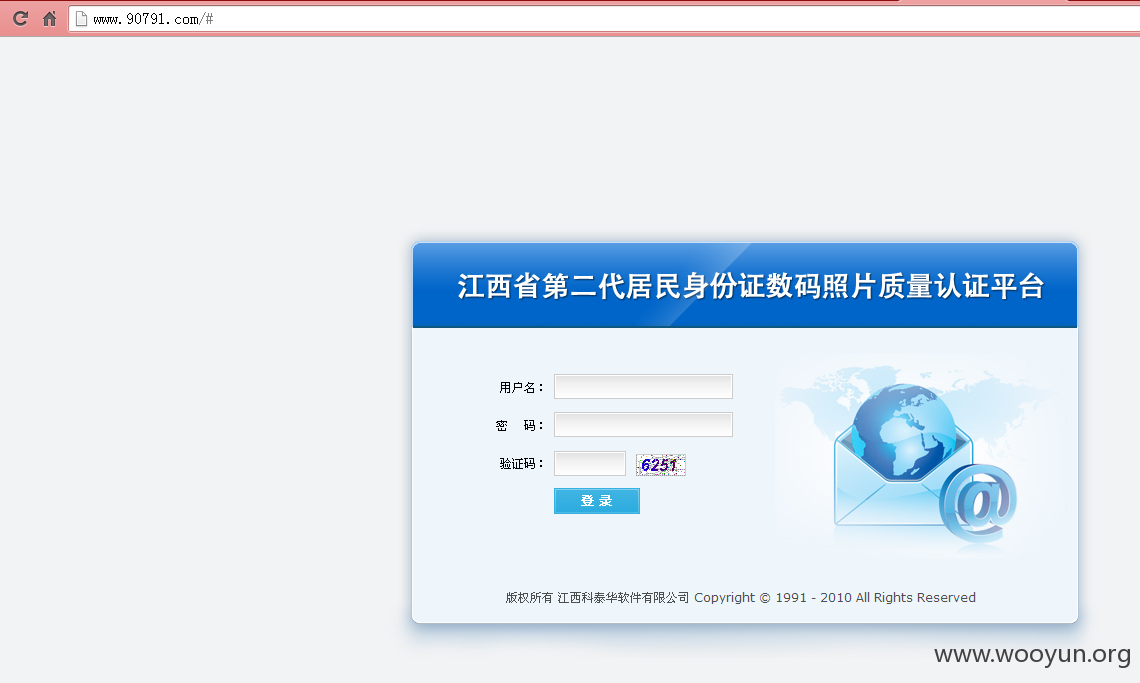 www.90791.com/#
江西省第二代居民身份证数码照片质量认证平台
用户名：
密 码：
验证码： 6251
登 录
版权所有 江西科泰华软件有限公司 Copyright © 1991 - 2010 All Rights Reserved
www.wooyun.org